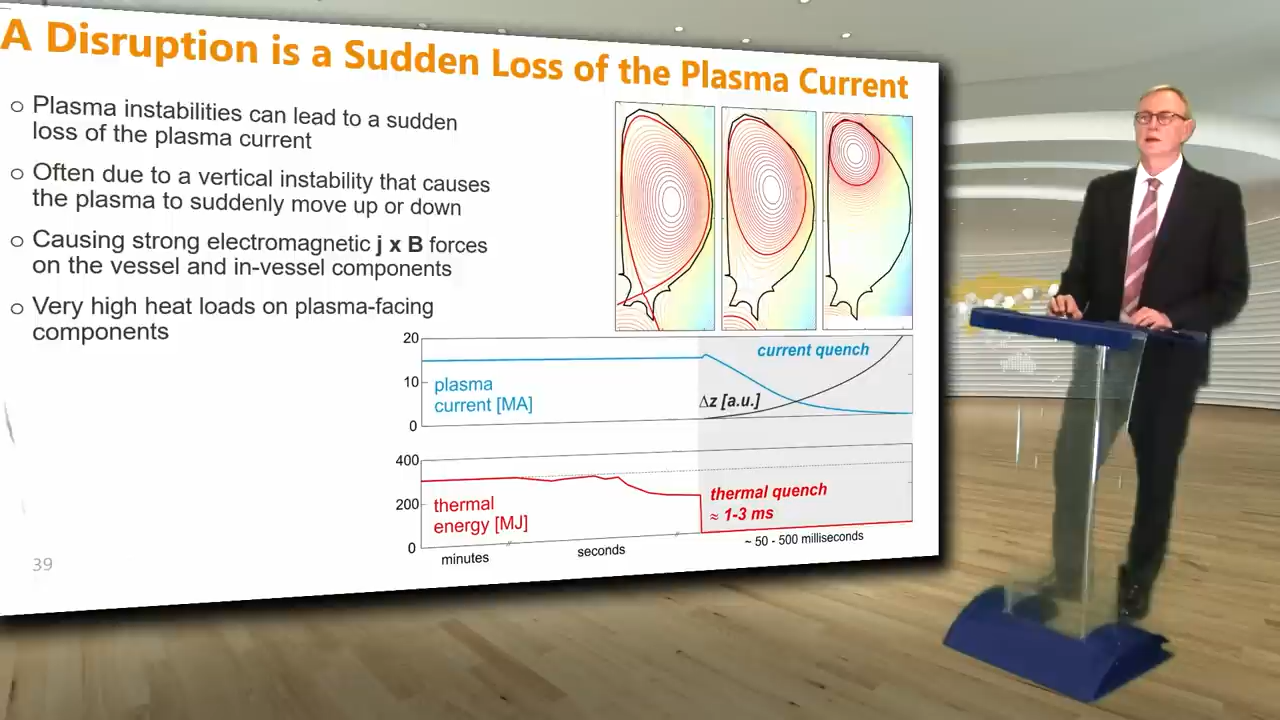 A Disruption is a Sudden Loss of the Plasma Current
○ Plasma instabilities can lead to a sudden
loss of the plasma current
○ Often due to a vertical instability that causes
the plasma to suddenly move up or down
○ Causing strong electromagnetic j x B forces
on the vessel and in-vessel components
○ Very high heat loads on plasma-facing
components
20
10
0
plasma
current [MA]
current quench
Δz [a.u.]
400
200
0
thermal
energy [MJ]
thermal quench
≈ 1-3 ms
minutes
seconds
~ 50 - 500 milliseconds
39